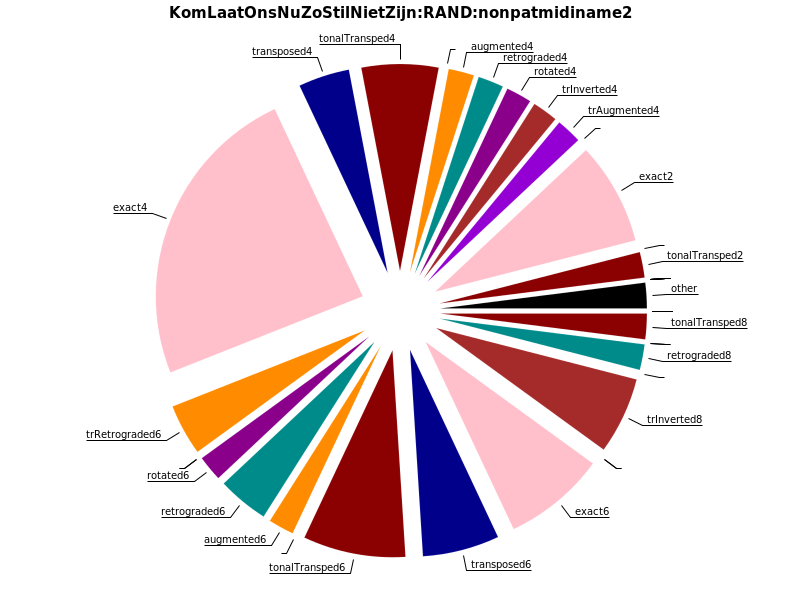 KomLaatOnsNuZoStilNietZijn:RAND:nonpatmidiname2
tonalTransped4
augmented4
transposed4
retrograded4
rotated4
trInverted4
trAugmented4
exact2
exact4
tonalTransped2
other
tonalTransped8
retrograded8
trInverted8
trRetrograded6
rotated6
retrograded6
exact6
augmented6
transposed6
tonalTransped6